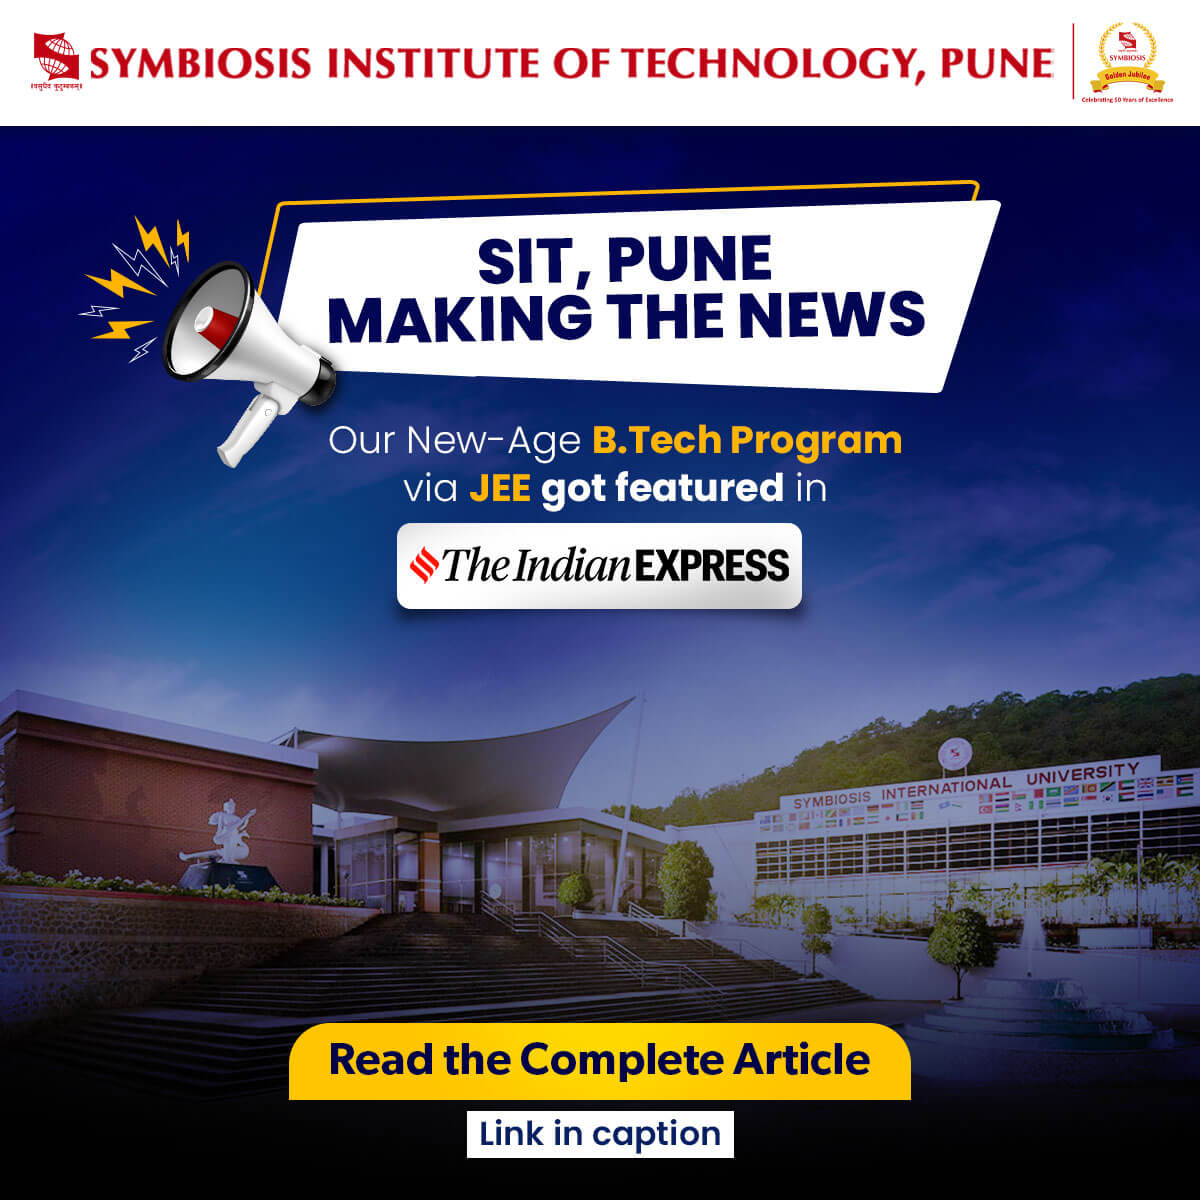 SYMBIOSIS INSTITUTE OF TECHNOLOGY, PUNE
॥वसुधैव कुटुम्बकम्॥
SYMBIOSIS
Golden Jubilee
Celebrating 50 Years of Excellence
SIT, PUNE
MAKING THE NEWS
Our New-Age B.Tech Program
via JEE got featured in
The Indian EXPRESS
SYMBIOSIS INTERNATIONAL UNIVERSITY
Read the Complete Article
Link in caption